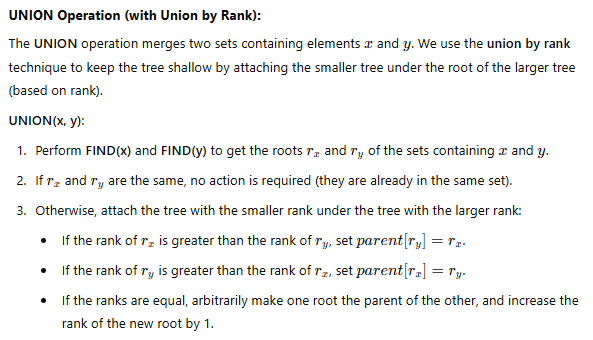 UNION Operation (with Union by Rank):
The UNION operation merges two sets containing elements x and y. We use the union by rank
technique to keep the tree shallow by attaching the smaller tree under the root of the larger tree
(based on rank).
UNION(x, y):
1. Perform FIND(x) and FIND(y) to get the roots rₓ and r_y of the sets containing x and y.
2. If rₓ and r_y are the same, no action is required (they are already in the same set).
3. Otherwise, attach the tree with the smaller rank under the tree with the larger rank:
• If the rank of rₓ is greater than the rank of r_y, set parent[r_y] = rₓ.
• If the rank of r_y is greater than the rank of rₓ, set parent[rₓ] = r_y.
• If the ranks are equal, arbitrarily make one root the parent of the other, and increase the
rank of the new root by 1.